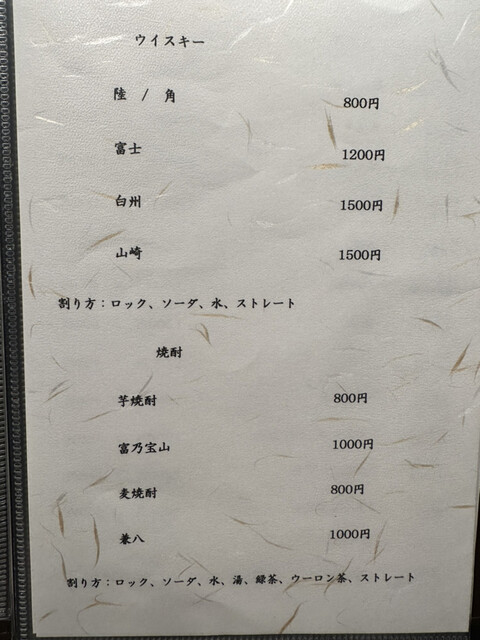 ウイスキー
陸 / 角 800円
富士 1200円
白州 1500円
山崎 1500円
割り方：ロック、ソーダ、水、ストレート
焼酎
芋焼酎 800円
富乃宝山 1000円
麦焼酎 800円
兼八 1000円
割り方：ロック、ソーダ、水、湯、緑茶、ウーロン茶、ストレート